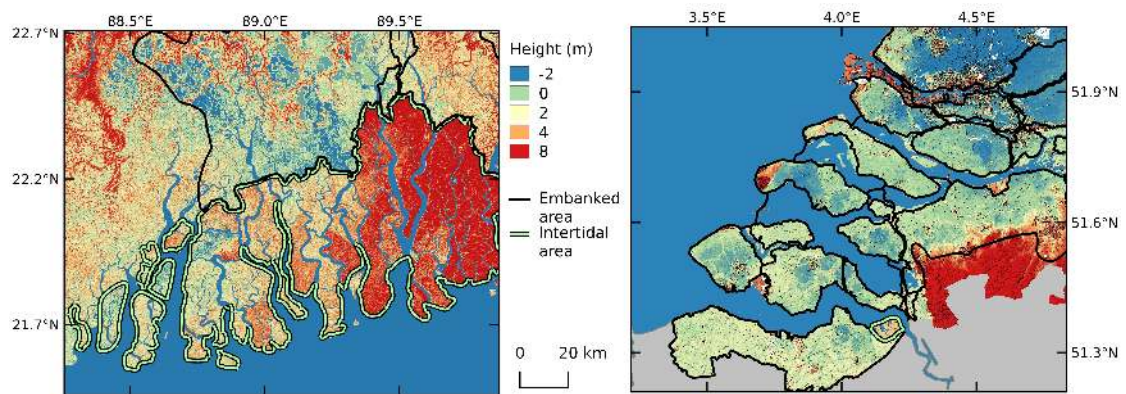 88.5°E 89.0°E 89.5°E
22.7°N
22.2°N
21.7°N
Height (m)
-2
0
2
4
8
Embanked
area
Intertidal
area
0 20 km
3.5°E 4.0°E 4.5°E
51.9°N
51.6°N
51.3°N